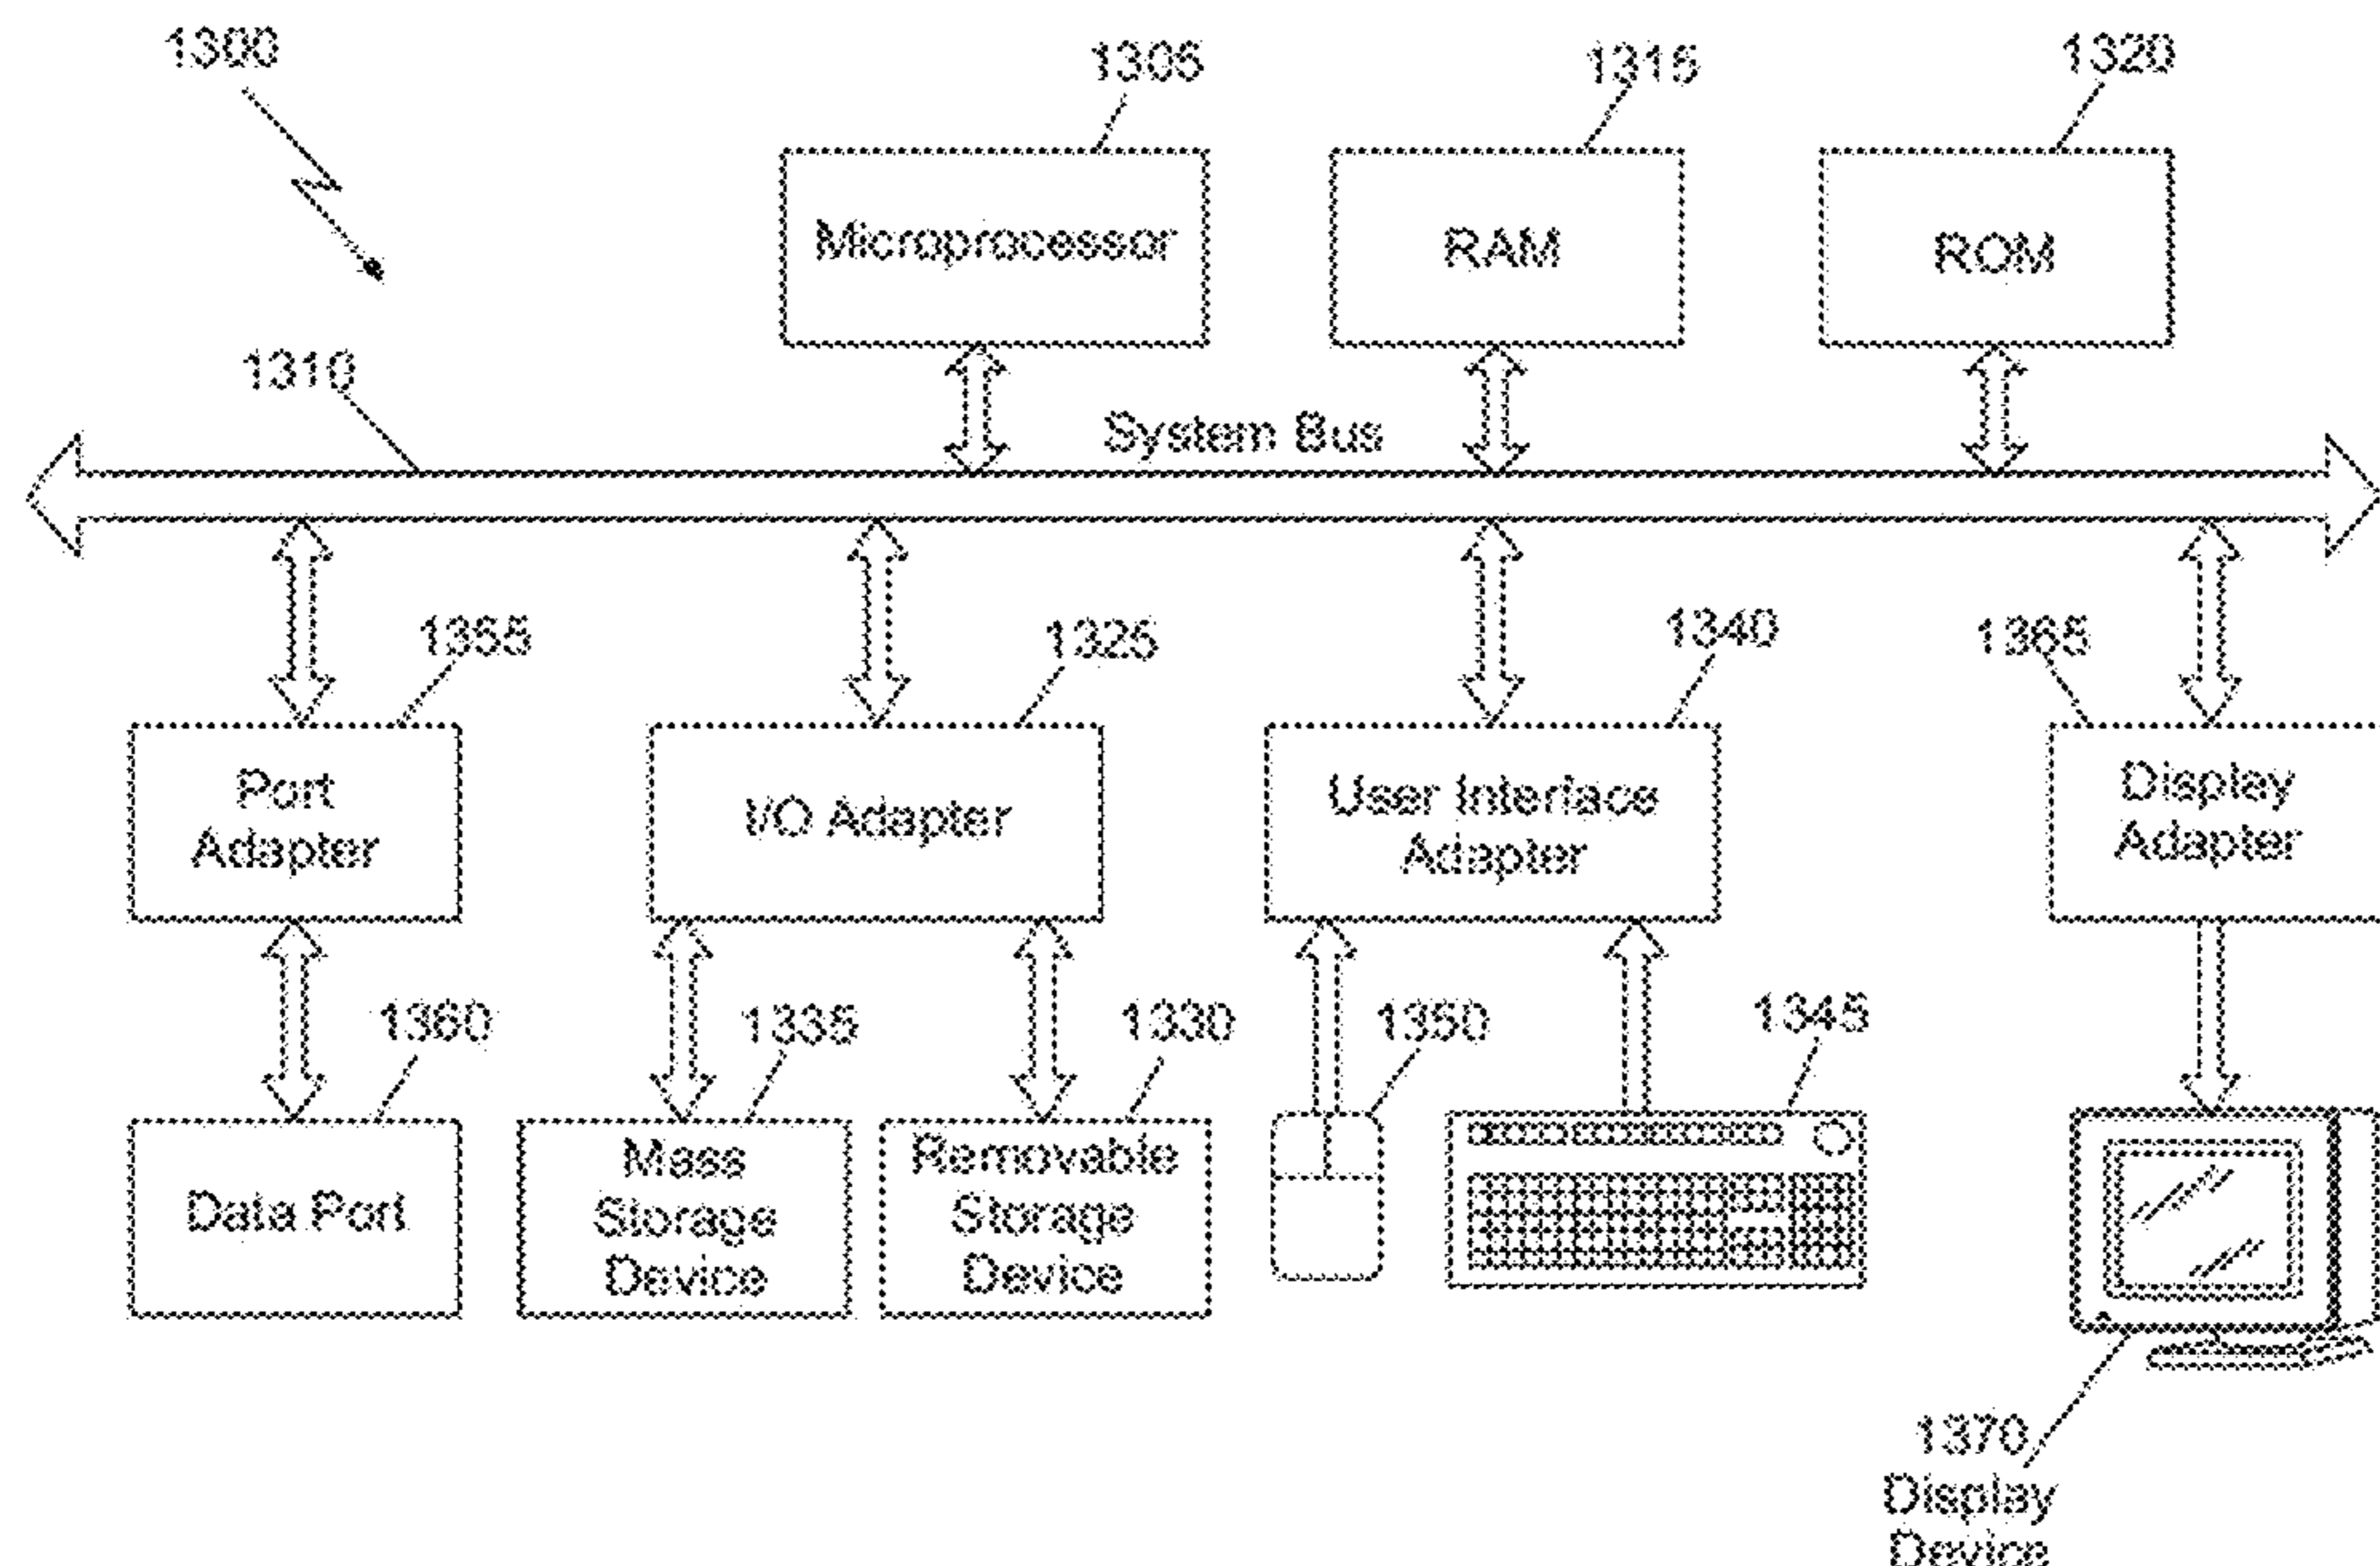 1300
1305
1315
1320
Microprocessor
RAM
ROM
1310
System Bus
1355
1325
1340
1365
Port
Adapter
I/O Adapter
User Interface
Adapter
Display
Adapter
1360
1335
1330
1350
1345
Data Port
Mass
Storage
Device
Removable
Storage
Device
1370
Display
Device